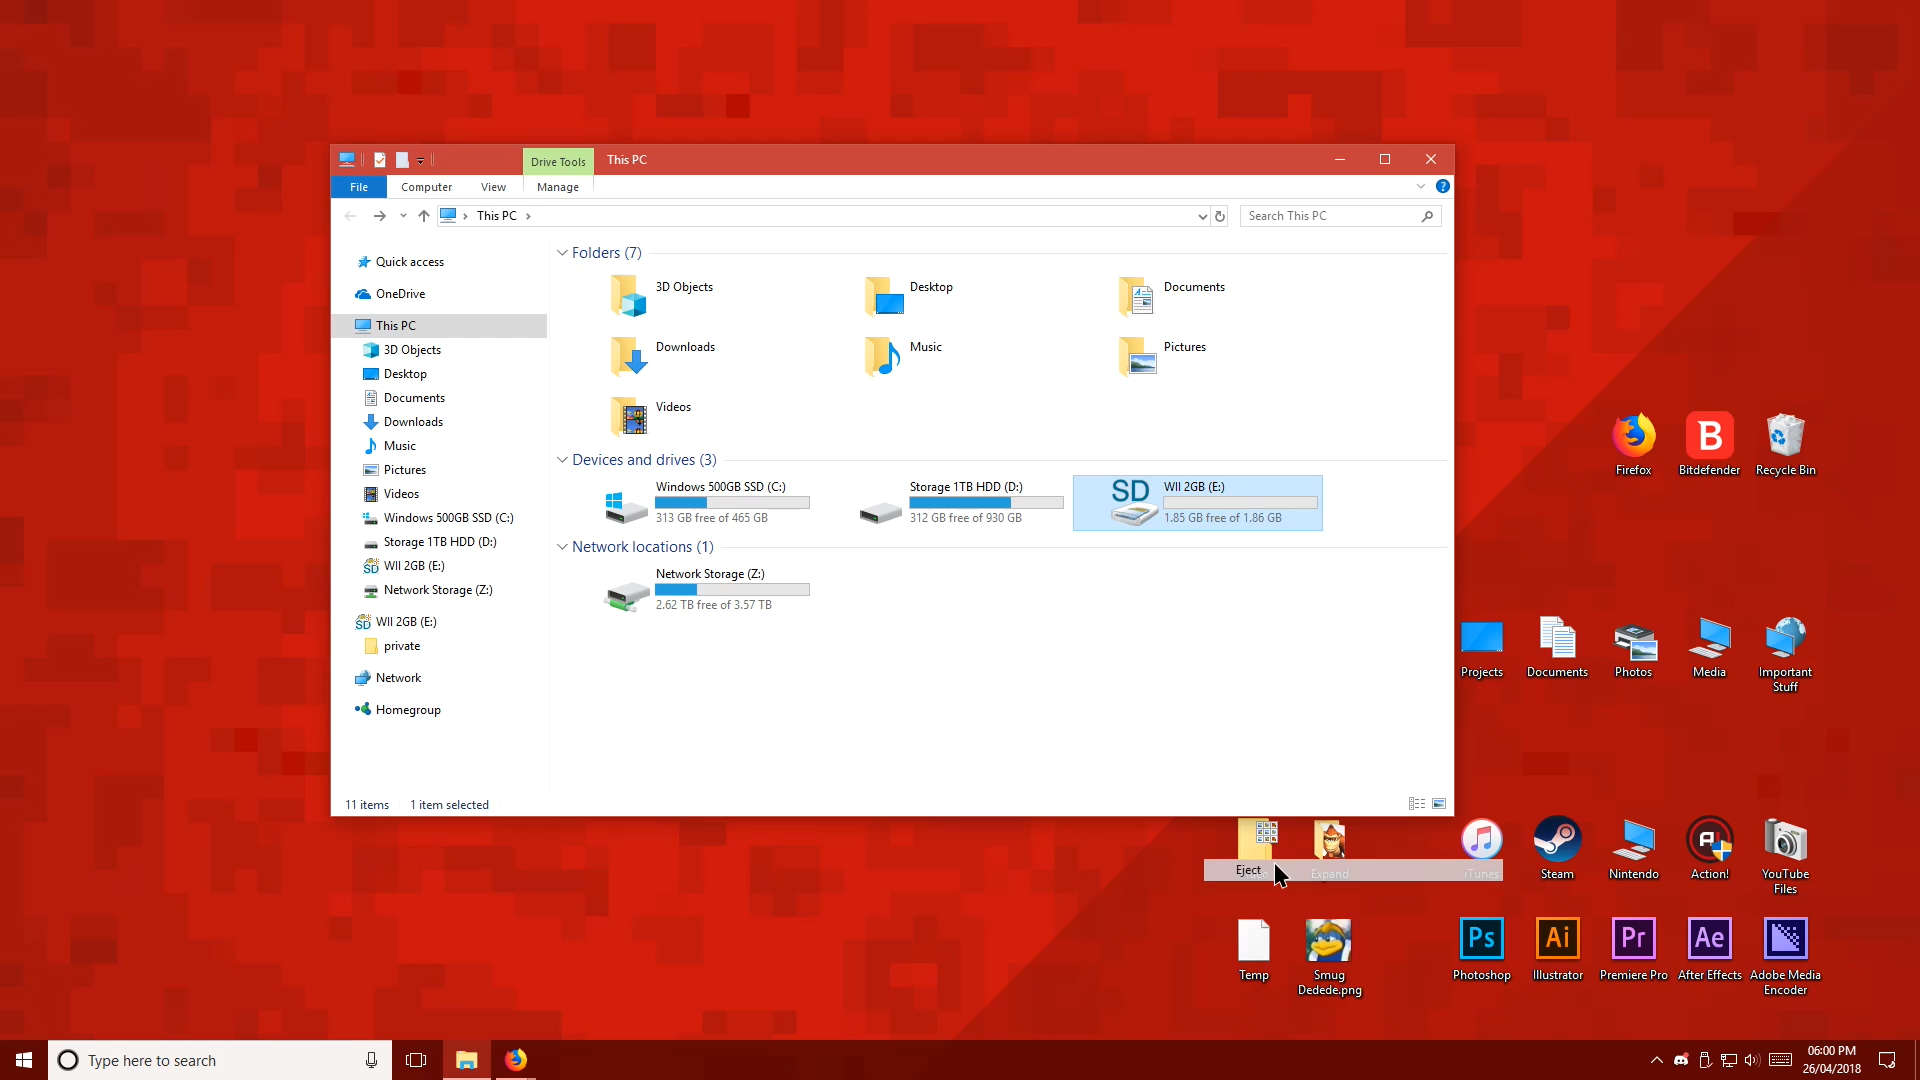 Drive Tools
This PC
File
Computer
View
Manage
This PC
Search This PC
Quick access
OneDrive
This PC
3D Objects
Desktop
Documents
Downloads
Music
Pictures
Videos
Windows 500GB SSD (C:)
Storage 1TB HDD (D:)
WII 2GB (E:)
Network Storage (Z:)
WII 2GB (E:)
private
Network
Homegroup
Folders (7)
3D Objects
Desktop
Documents
Downloads
Music
Pictures
Videos
Devices and drives (3)
Windows 500GB SSD (C:)
313 GB free of 465 GB
Storage 1TB HDD (D:)
312 GB free of 930 GB
SD
WII 2GB (E:)
1.85 GB free of 1.86 GB
Network locations (1)
Network Storage (Z:)
2.62 TB free of 3.57 TB
11 items
1 item selected
Firefox
Bitdefender
Recycle Bin
Projects
Documents
Photos
Media
Important
Stuff
Eject
Expand
iTunes
Steam
Nintendo
Action!
YouTube
Files
Temp
Smug
Dedede.png
Ps
Photoshop
Ai
Illustrator
Pr
Premiere Pro
Ae
After Effects
Adobe Media
Encoder
Type here to search
06:00 PM
26/04/2018